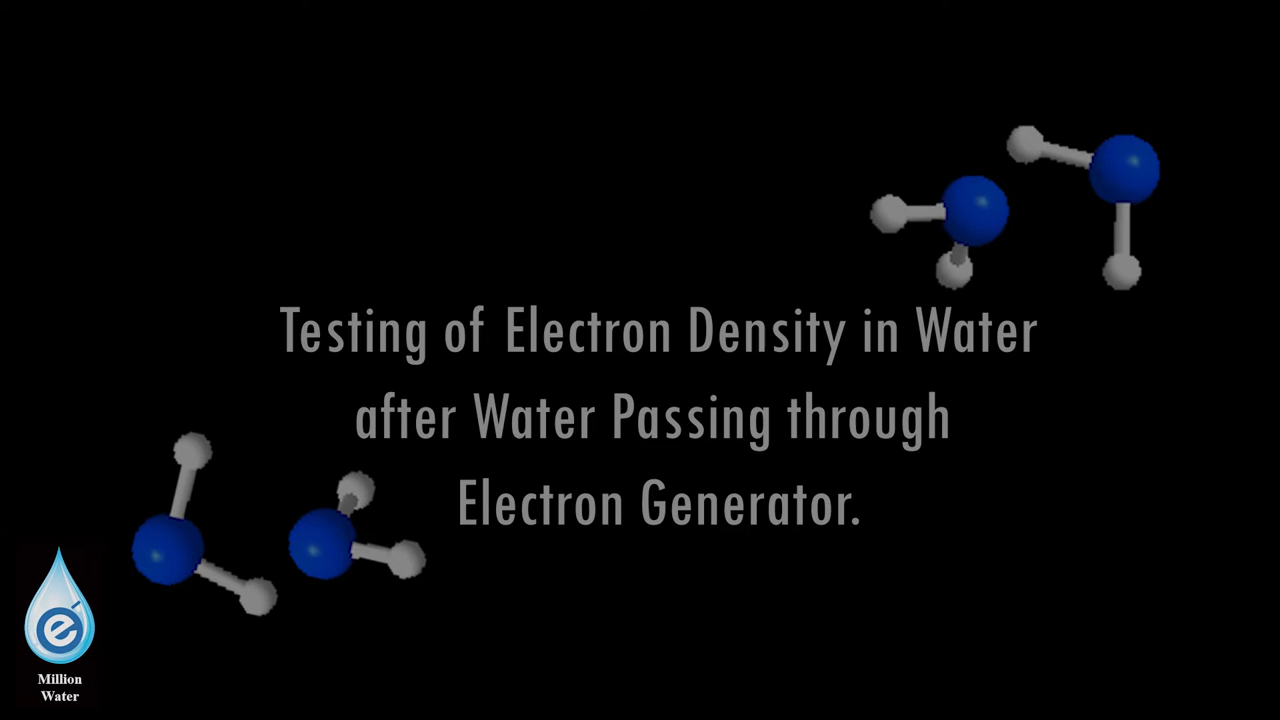 Testing of Electron Density in Water
after Water Passing through
Electron Generator.
é
Million
Water